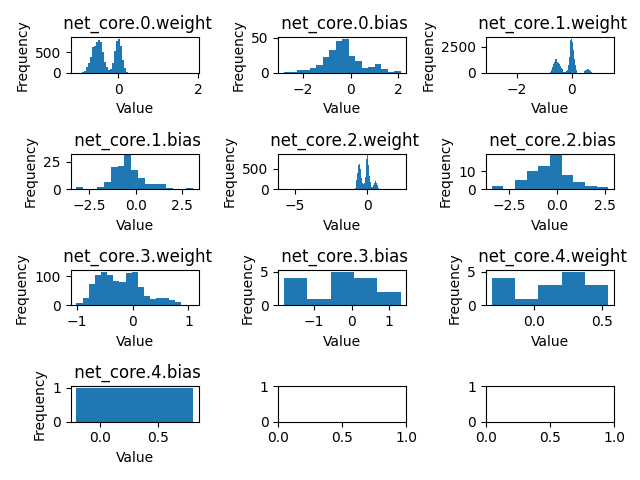 net_core.0.weight
Frequency
500
0
0
2
Value
net_core.0.bias
Frequency
50
0
−2
0
2
Value
net_core.1.weight
Frequency
2500
0
−2
0
Value
net_core.1.bias
Frequency
25
0
−2.5
0.0
2.5
Value
net_core.2.weight
Frequency
500
0
−5
0
Value
net_core.2.bias
Frequency
10
0
−2.5
0.0
2.5
Value
net_core.3.weight
Frequency
100
0
−1
0
1
Value
net_core.3.bias
Frequency
5
0
−1
0
1
Value
net_core.4.weight
Frequency
5
0
0.0
0.5
Value
net_core.4.bias
Frequency
1
0
0.0
0.5
Value
1
0
0.0
0.5
1.0
1
0
0.0
0.5
1.0